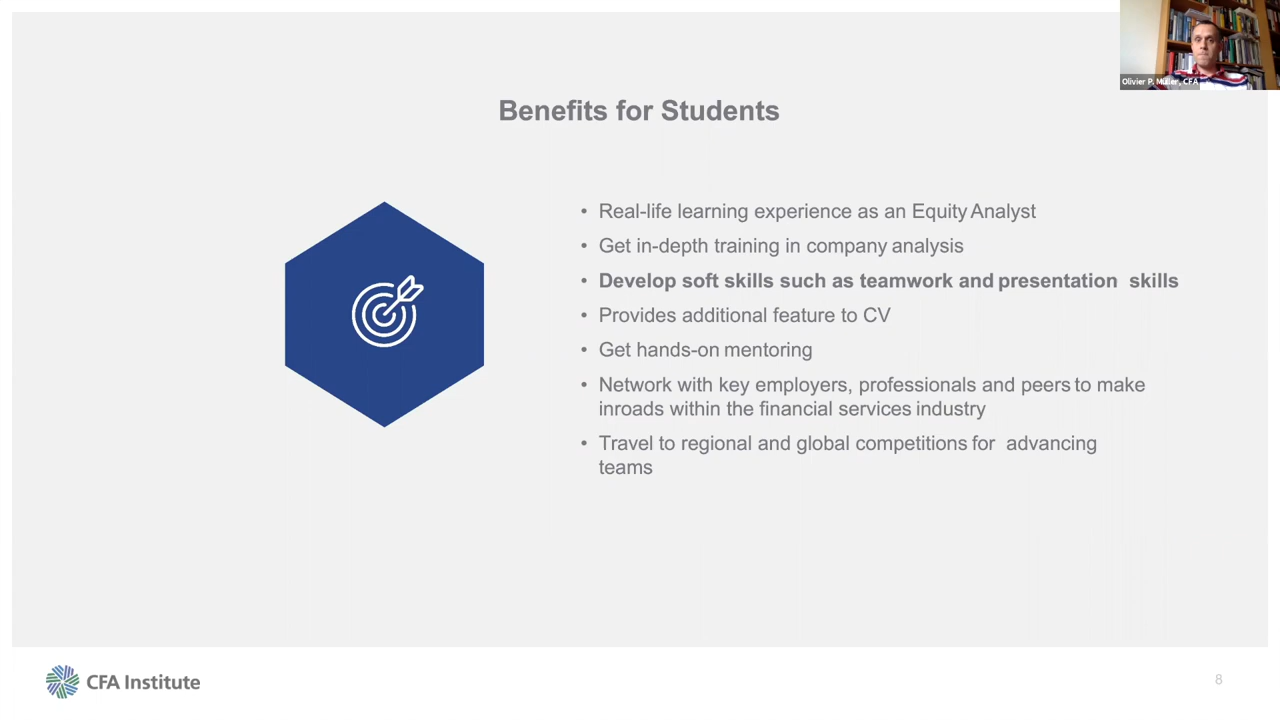 Olivier P. Müller, CFA
Benefits for Students
• Real-life learning experience as an Equity Analyst
• Get in-depth training in company analysis
• Develop soft skills such as teamwork and presentation skills
• Provides additional feature to CV
• Get hands-on mentoring
• Network with key employers, professionals and peers to make
inroads within the financial services industry
• Travel to regional and global competitions for advancing
teams
CFA Institute
8